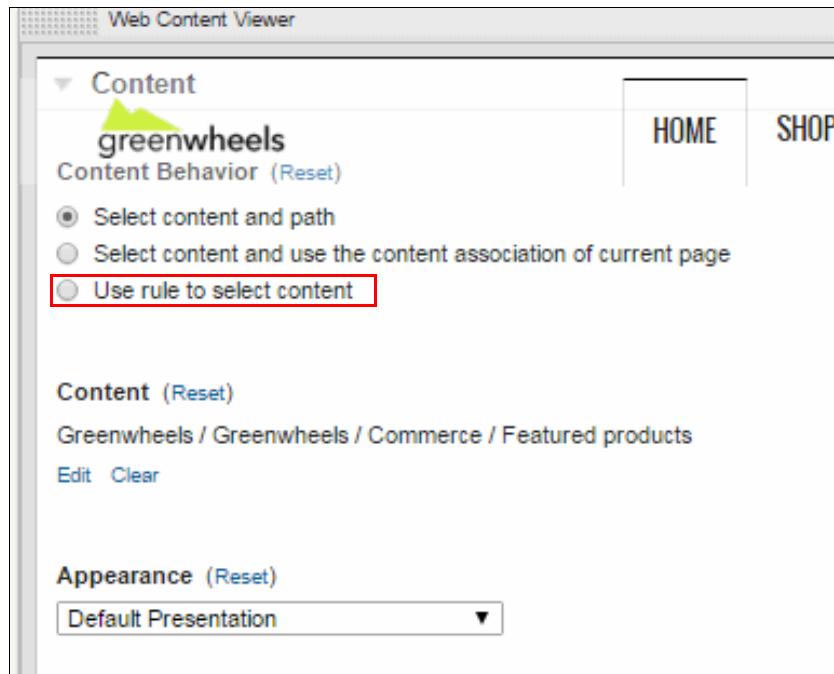 Web Content Viewer
Content
greenwheels
HOME
SHOP
Content Behavior (Reset)
Select content and path
Select content and use the content association of current page
Use rule to select content
Content (Reset)
Greenwheels / Greenwheels / Commerce / Featured products
Edit Clear
Appearance (Reset)
Default Presentation